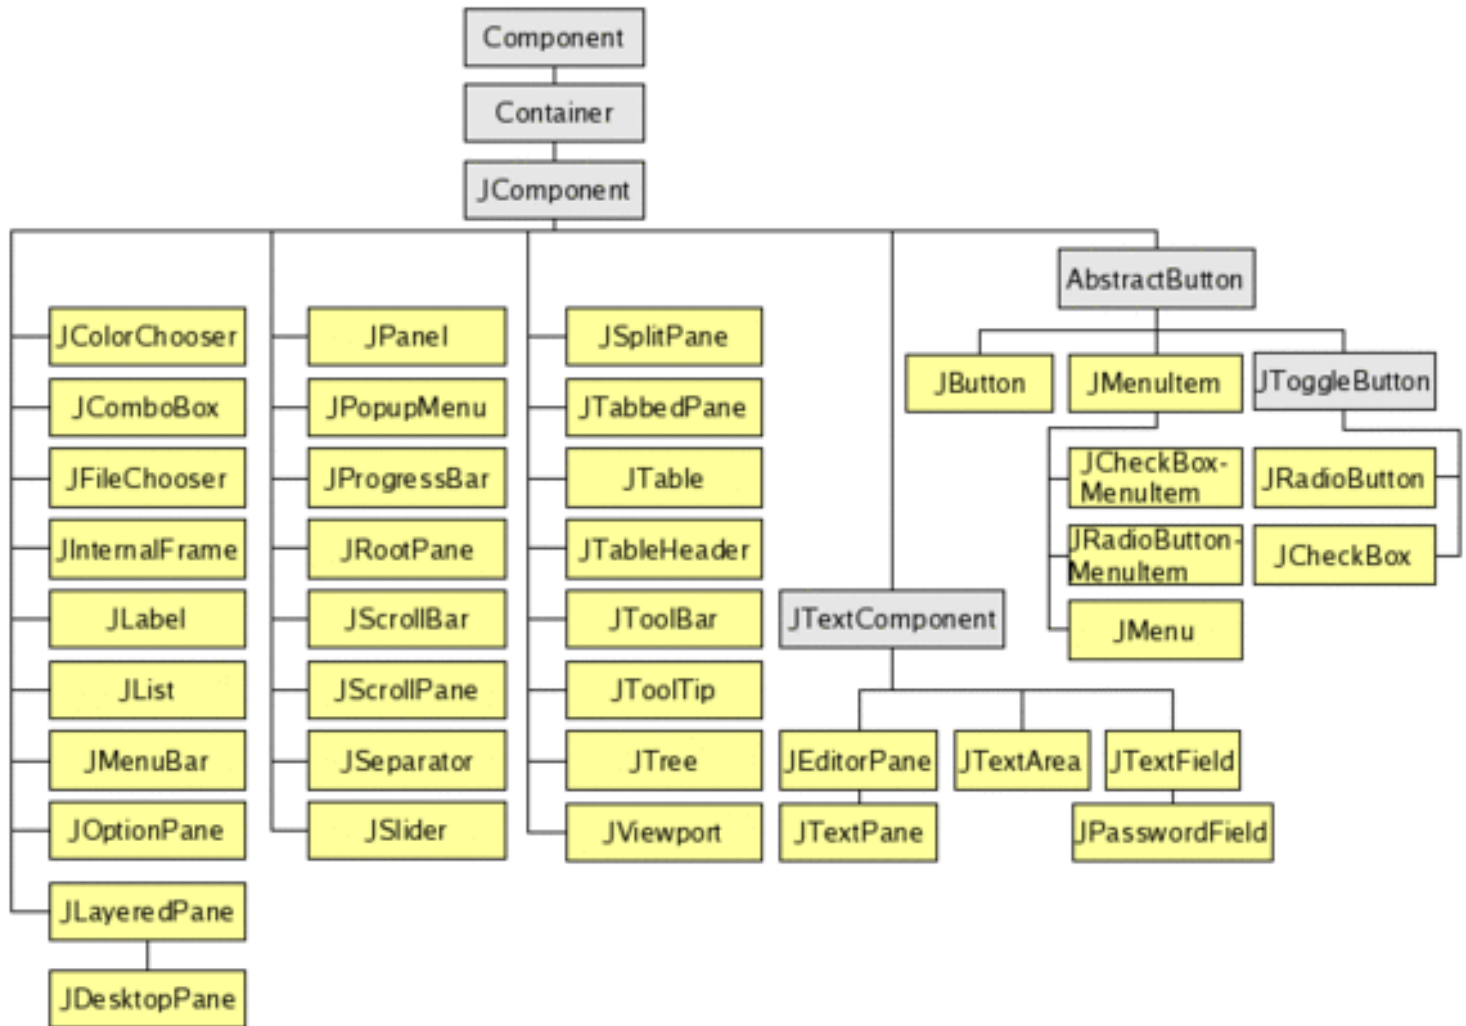 Component
Container
JComponent
AbstractButton
JColorChooser
JPanel
JSplitPane
JButton
JMenuItem
JToggleButton
JComboBox
JPopupMenu
JTabbedPane
JFileChooser
JProgressBar
JTable
JCheckBox-
MenuItem
JRadioButton
JInternalFrame
JRootPane
JTableHeader
JRadioButton-
MenuItem
JCheckBox
JLabel
JScrollBar
JToolBar
JTextComponent
JMenu
JList
JScrollPane
JToolTip
JMenuBar
JSeparator
JTree
JEditorPane
JTextArea
JTextField
JOptionPane
JSlider
JViewport
JTextPane
JPasswordField
JLayeredPane
JDesktopPane